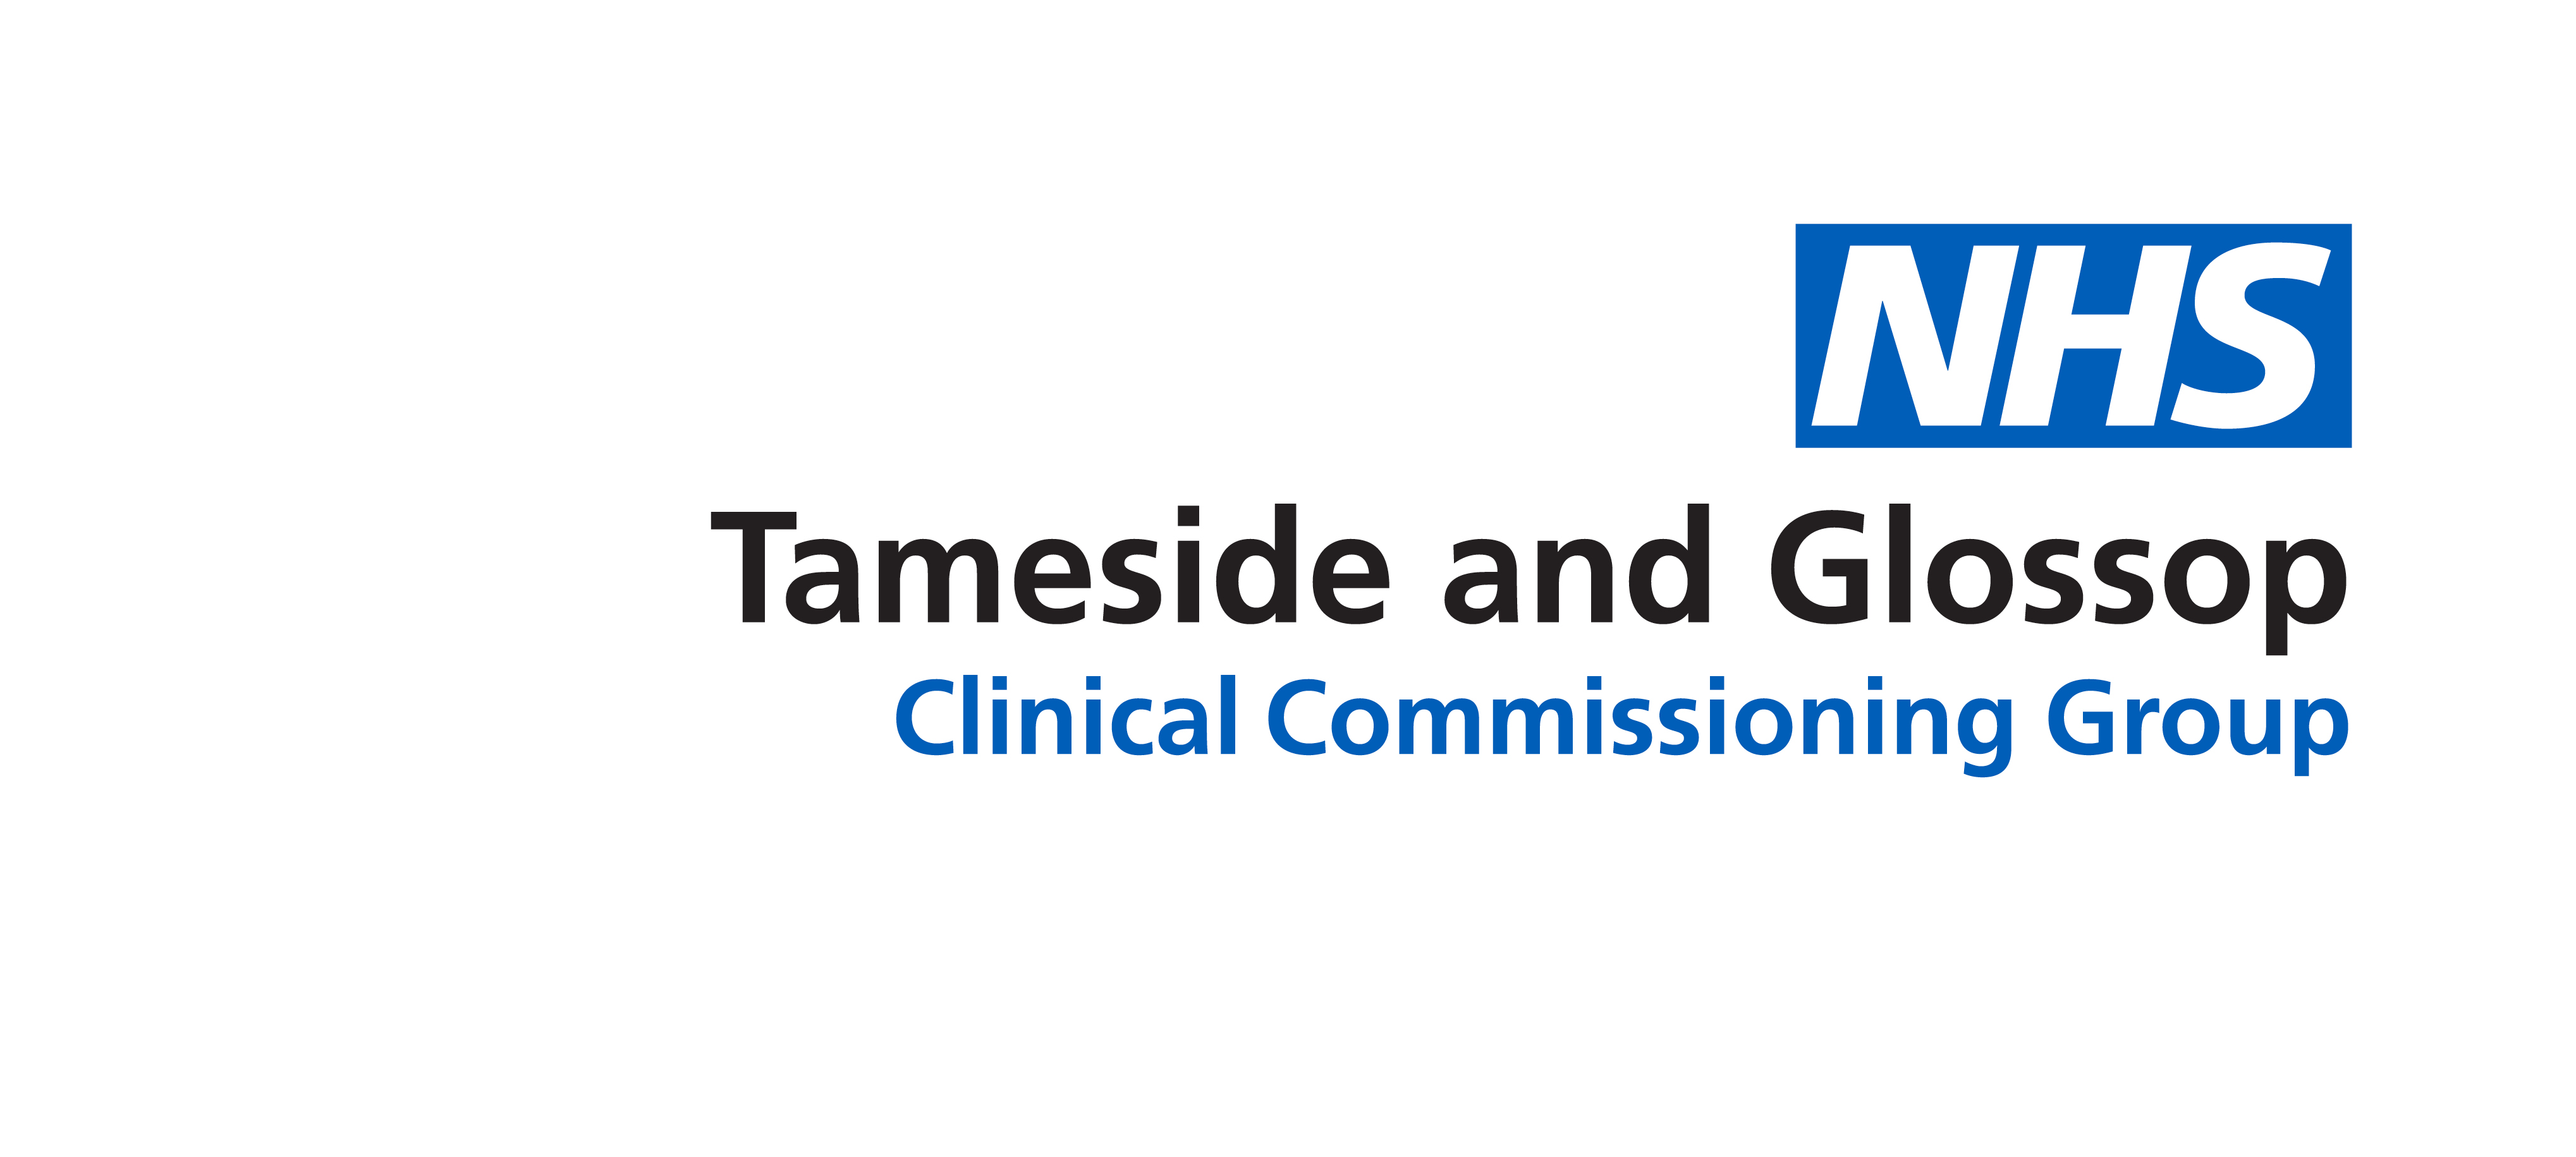 NHS
Tameside and Glossop
Clinical Commissioning Group